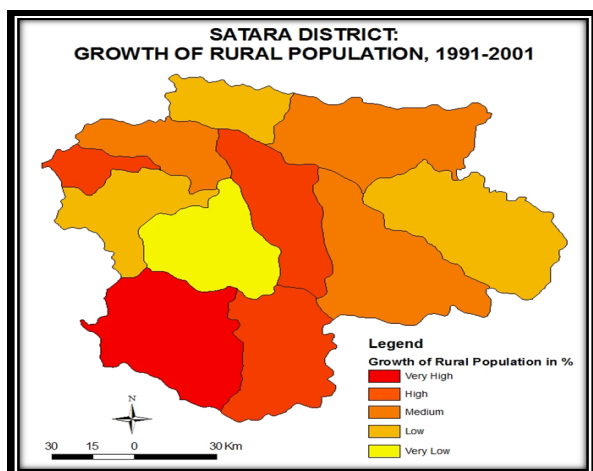 SATARA DISTRICT:
GROWTH OF RURAL POPULATION, 1991-2001
Legend
Growth of Rural Population in %
Very High
High
Medium
Low
Very Low
N
30 15 0 30 Km